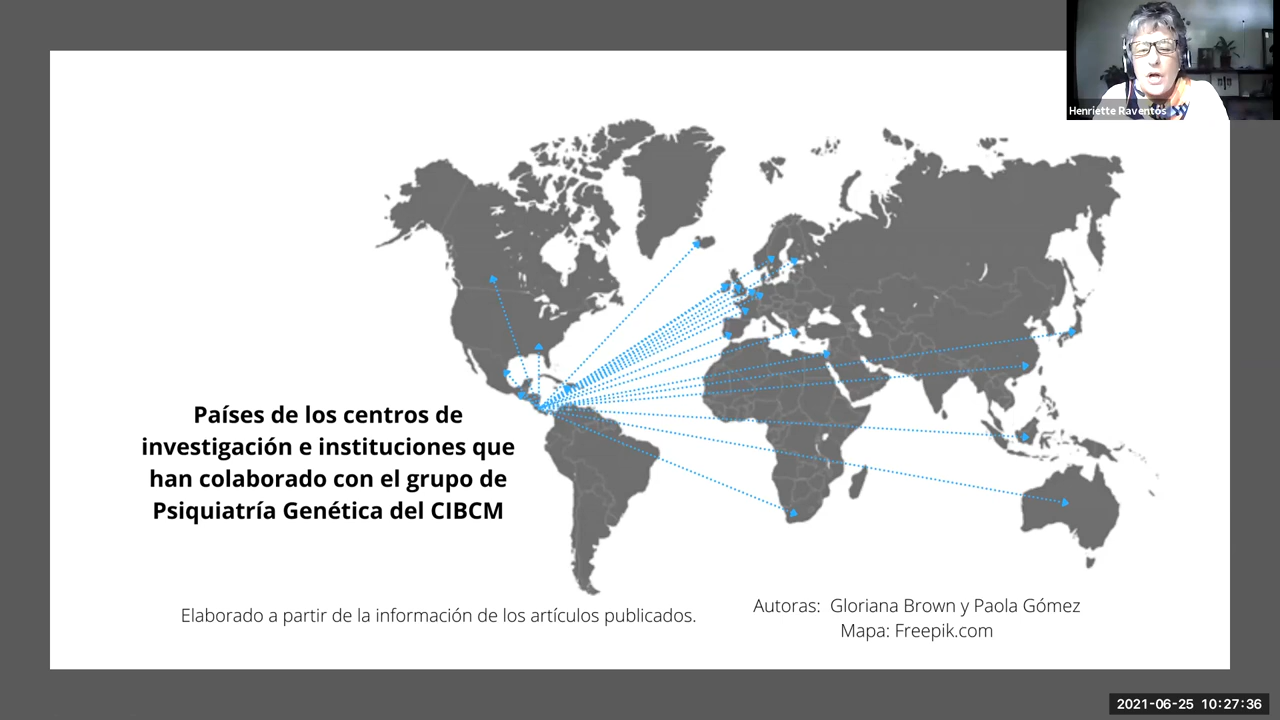 Henriette Raventós
Países de los centros de
investigación e instituciones que
han colaborado con el grupo de
Psiquiatría Genética del CIBCM
Elaborado a partir de la información de los artículos publicados.
Autoras: Gloriana Brown y Paola Gómez
Mapa: Freepik.com
2021-06-25 10:27:36